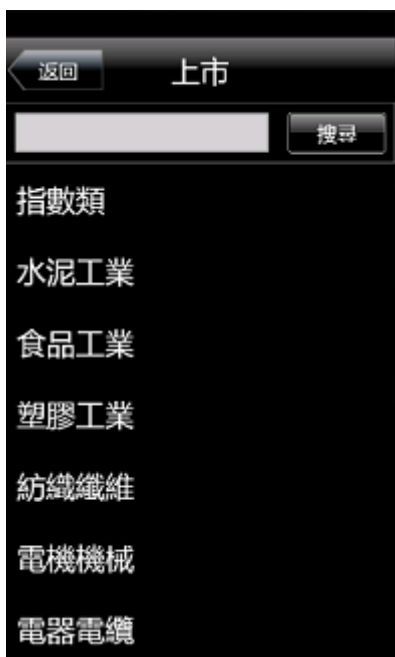 返回 上市
搜尋
指數類
水泥工業
食品工業
塑膠工業
紡織纖維
電機機械
電器電纜